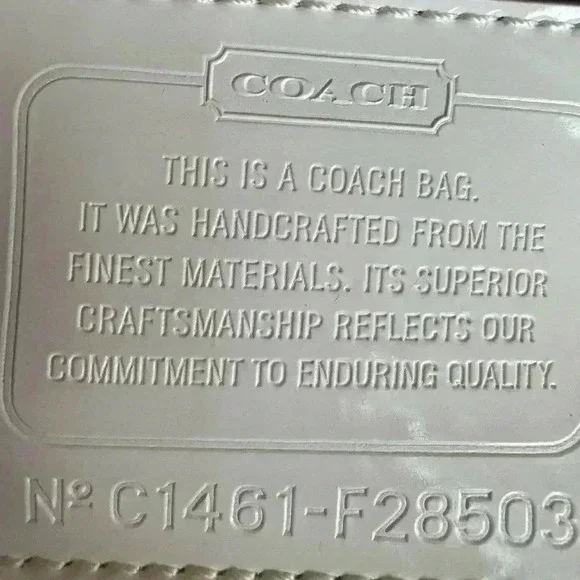 COACH
THIS IS A COACH BAG.
IT WAS HANDCRAFTED FROM THE
FINEST MATERIALS. ITS SUPERIOR
CRAFTSMANSHIP REFLECTS OUR
COMMITMENT TO ENDURING QUALITY.
Nº C1461-F28503